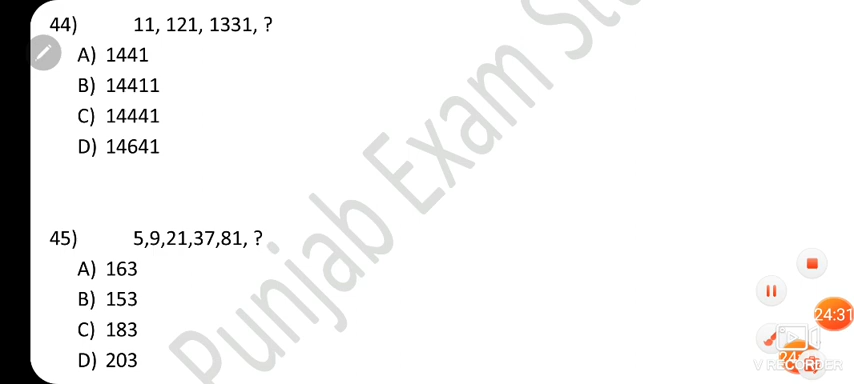 44) 11, 121, 1331, ?
A) 1441
B) 14411
C) 14441
D) 14641
45) 5,9,21,37,81, ?
A) 163
B) 153
C) 183
D) 203
Punjab Exam
24:31
V RECORDER